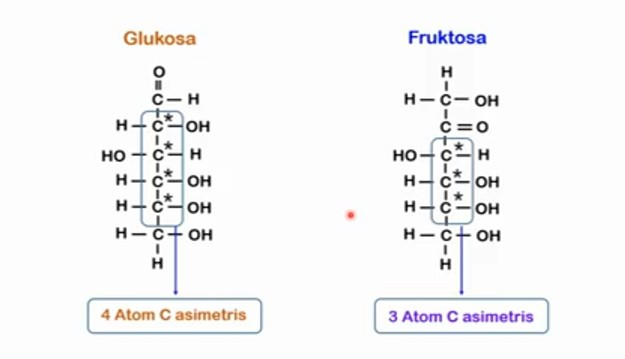 Glukosa
O
C — H
H — C* — OH
HO — C* — H
H — C* — OH
H — C* — OH
H — C — OH
H
4 Atom C asimetris
Fruktosa
H
H — C — OH
C = O
HO — C* — H
H — C* — OH
H — C* — OH
H — C — OH
H
3 Atom C asimetris